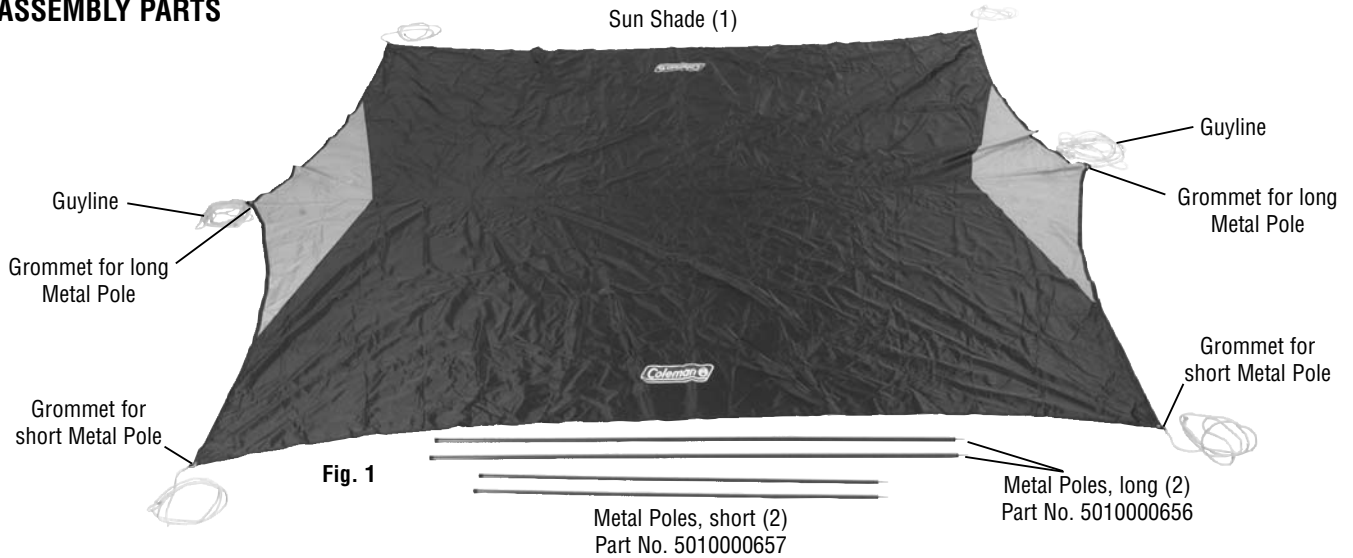 ASSEMBLY PARTS
Sun Shade (1)
Coleman
Guyline
Grommet for long
Metal Pole
Guyline
Grommet for long
Metal Pole
Grommet for
short Metal Pole
Grommet for
short Metal Pole
Coleman
Fig. 1
Metal Poles, long (2)
Part No. 5010000656
Metal Poles, short (2)
Part No. 5010000657